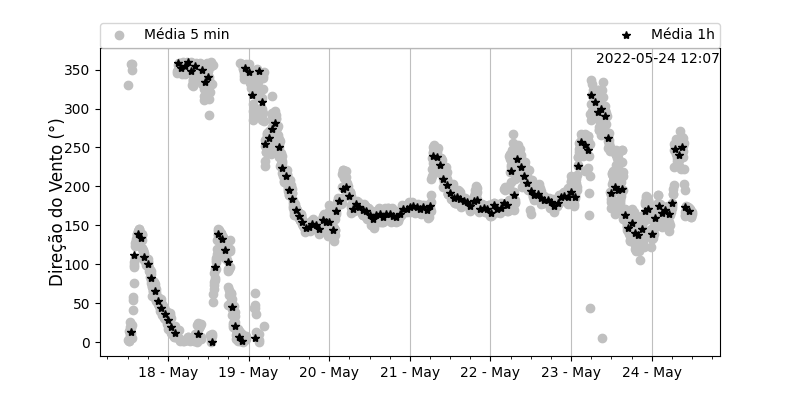 Média 5 min
Média 1h
2022-05-24 12:07
Direção do Vento (°)
350
300
250
200
150
100
50
0
18 - May
19 - May
20 - May
21 - May
22 - May
23 - May
24 - May